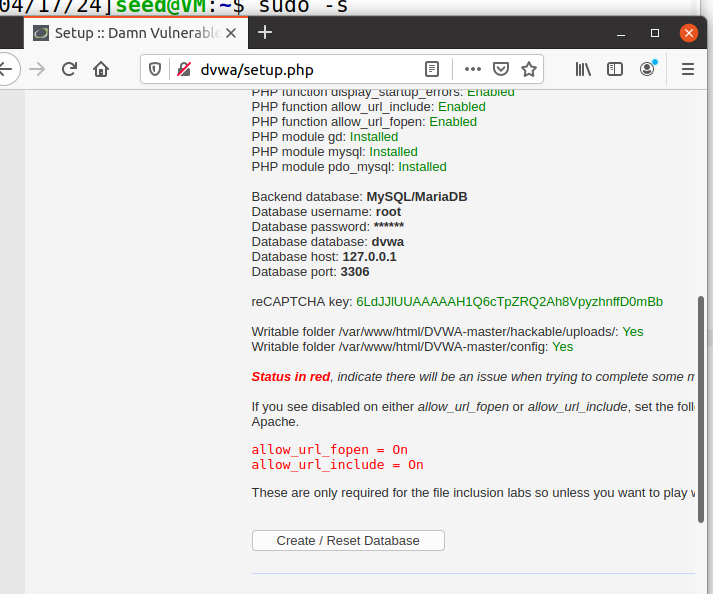 04/17/24]seed@VM:~$ sudo -s
Setup :: Damn Vulnerable
dvwa/setup.php
PHP function display_startup_errors: Enabled
PHP function allow_url_include: Enabled
PHP function allow_url_fopen: Enabled
PHP module gd: Installed
PHP module mysql: Installed
PHP module pdo_mysql: Installed
Backend database: MySQL/MariaDB
Database username: root
Database password: ******
Database database: dvwa
Database host: 127.0.0.1
Database port: 3306
reCAPTCHA key: 6LdJJlUUAAAAAH1Q6cTpZRQ2Ah8VpyzhnffD0mBb
Writable folder /var/www/html/DVWA-master/hackable/uploads/: Yes
Writable folder /var/www/html/DVWA-master/config: Yes
Status in red, indicate there will be an issue when trying to complete some
If you see disabled on either allow_url_fopen or allow_url_include, set the
Apache.
allow_url_fopen = On
allow_url_include = On
These are only required for the file inclusion labs so unless you want to play
Create / Reset Database